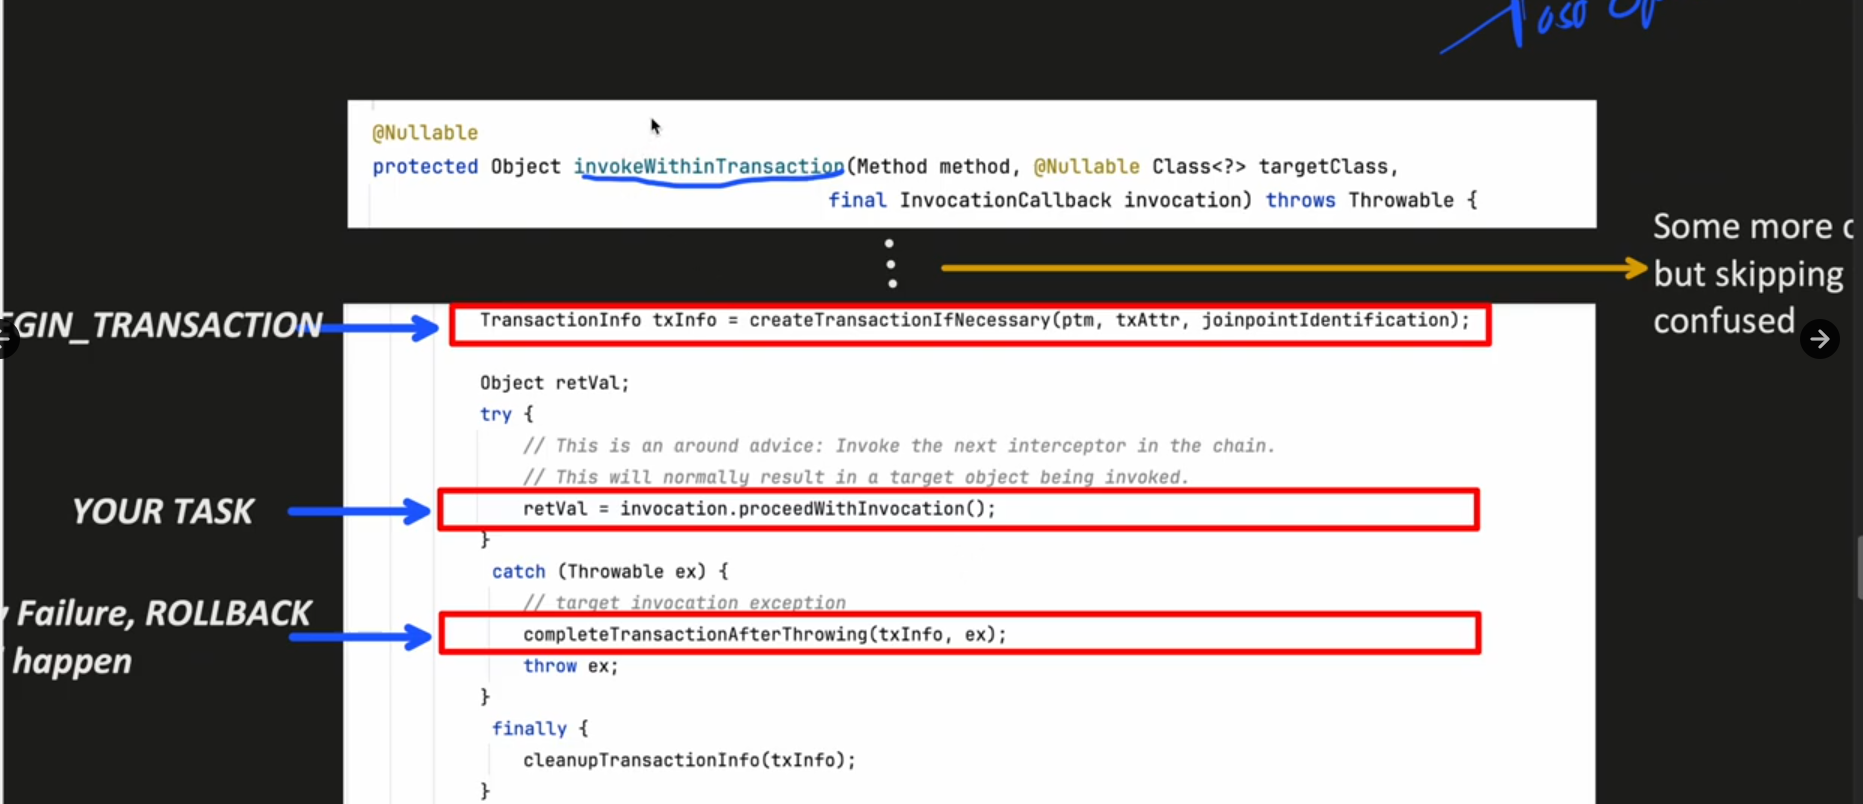 @Nullable
protected Object invokeWithinTransaction(Method method, @Nullable Class<?> targetClass,
final InvocationCallback invocation) throws Throwable {
Some more
but skipping
confused
TransactionInfo txInfo = createTransactionIfNecessary(ptm, txAttr, joinpointIdentification);
EGIN_TRANSACTION
Object retVal;
try {
// This is an around advice: Invoke the next interceptor in the chain.
// This will normally result in a target object being invoked.
YOUR TASK
retVal = invocation.proceedWithInvocation();
}
catch (Throwable ex) {
// target invocation exception
Failure, ROLLBACK
happen
completeTransactionAfterThrowing(txInfo, ex);
throw ex;
}
finally {
cleanupTransactionInfo(txInfo);
}